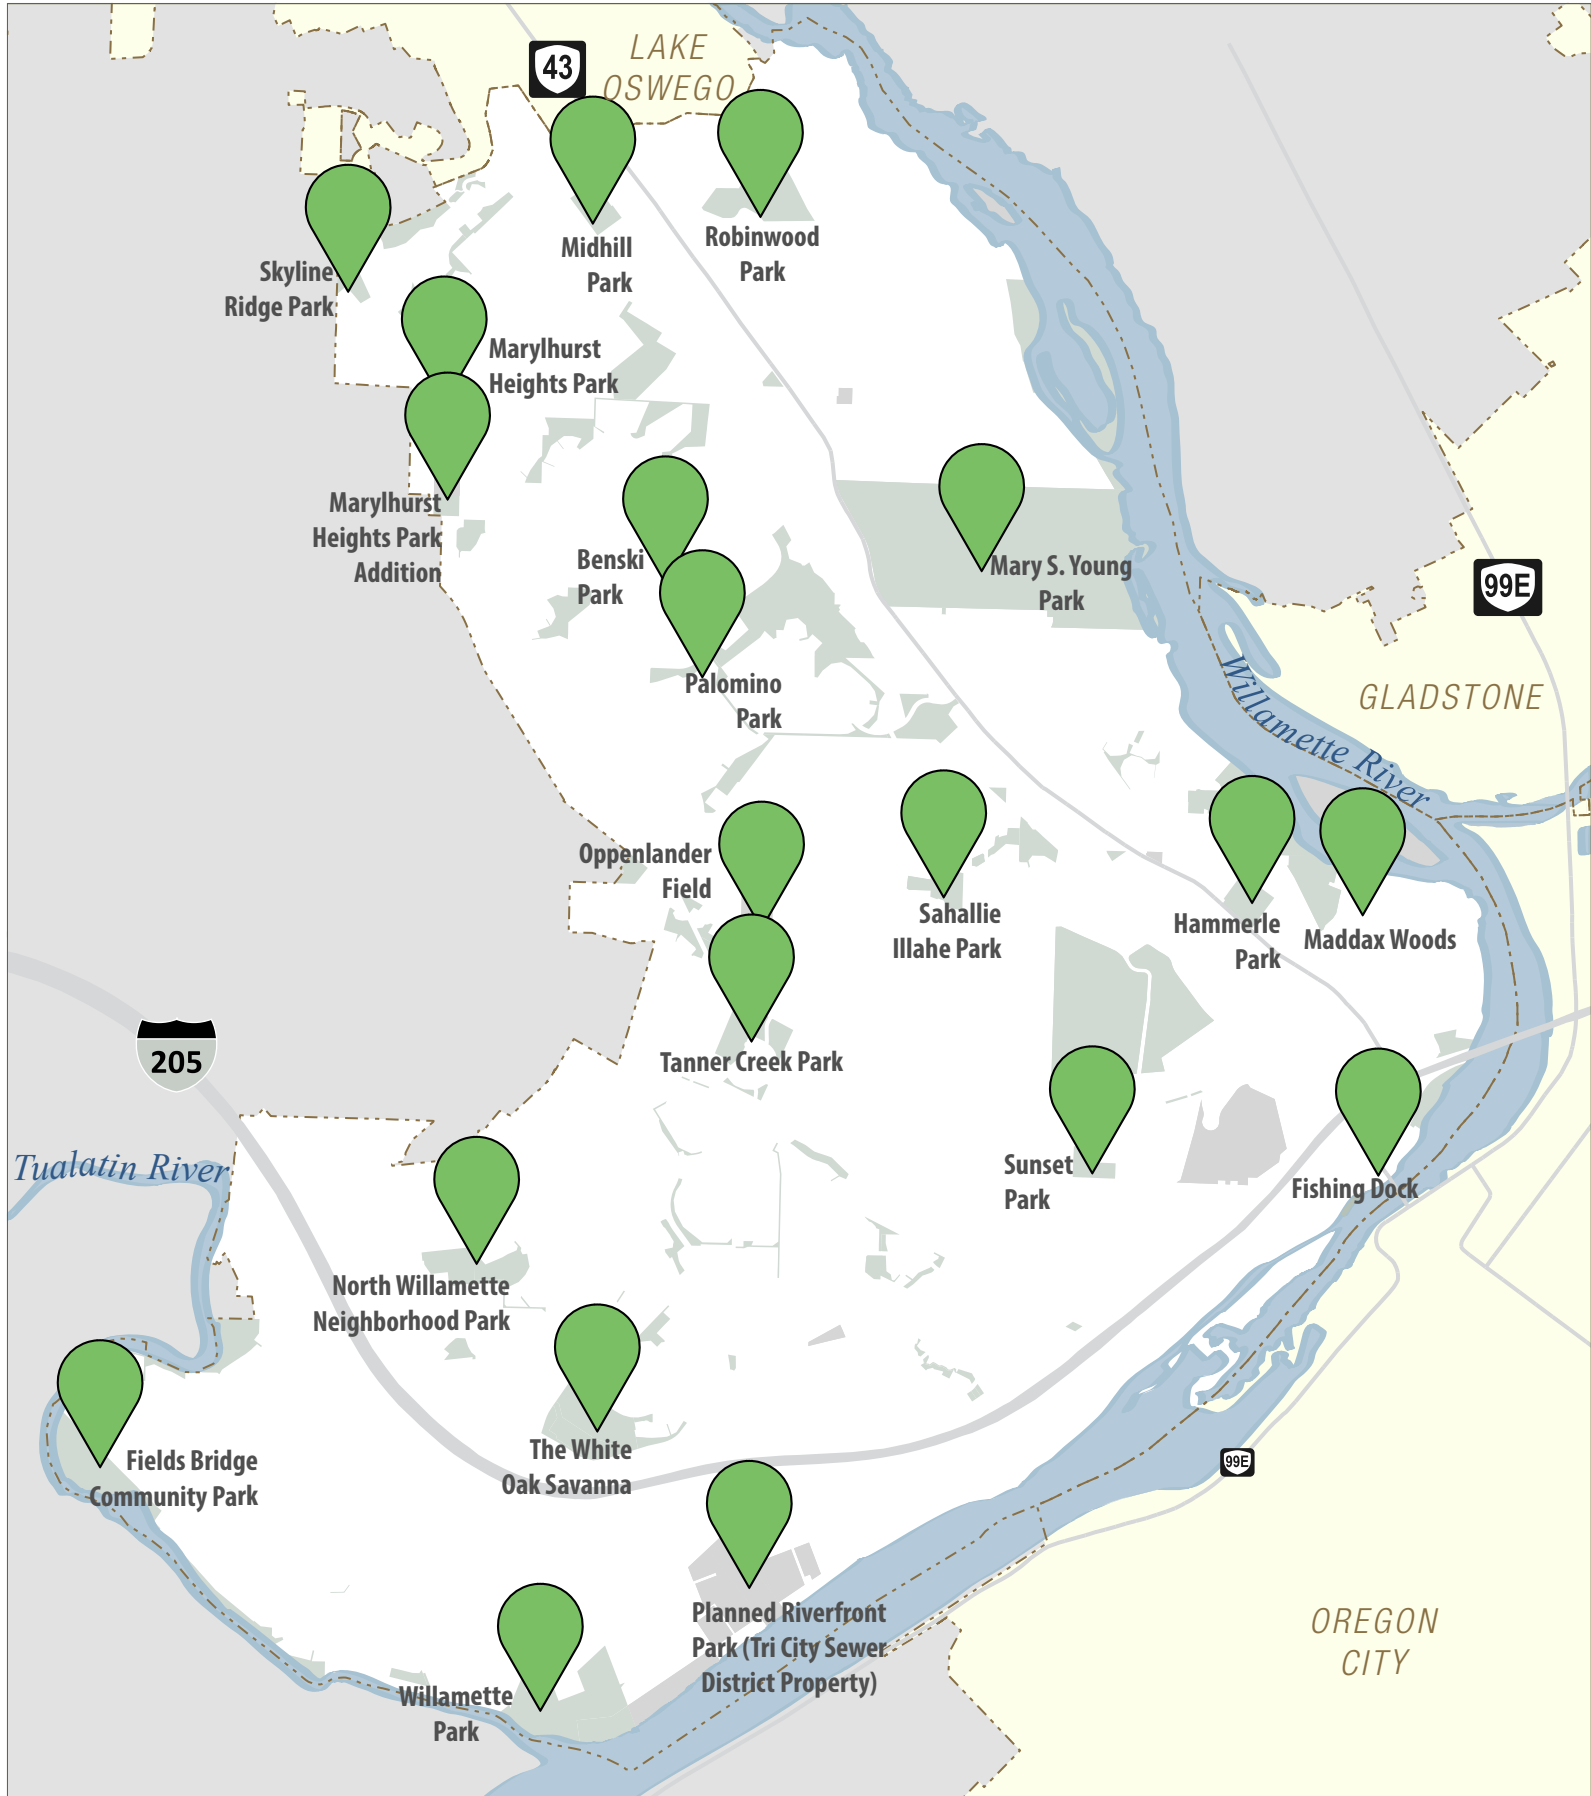 LAKE
OSWEGO
43
Midhill
Park
Robinwood
Park
Skyline
Ridge Park
Marylhurst
Heights Park
Marylhurst
Heights Park
Addition
Benski
Park
Mary S. Young
Park
99E
Palomino
Park
GLADSTONE
Willamette River
Oppenlander
Field
Sahallie
Illahe Park
Hammerle
Park
Maddax Woods
205
Tanner Creek Park
Tualatin River
Sunset
Park
Fishing Dock
North Willamette
Neighborhood Park
Fields Bridge
Community Park
The White
Oak Savanna
99E
Planned Riverfront
Park (Tri City Sewer
District Property)
OREGON
CITY
Willamette
Park